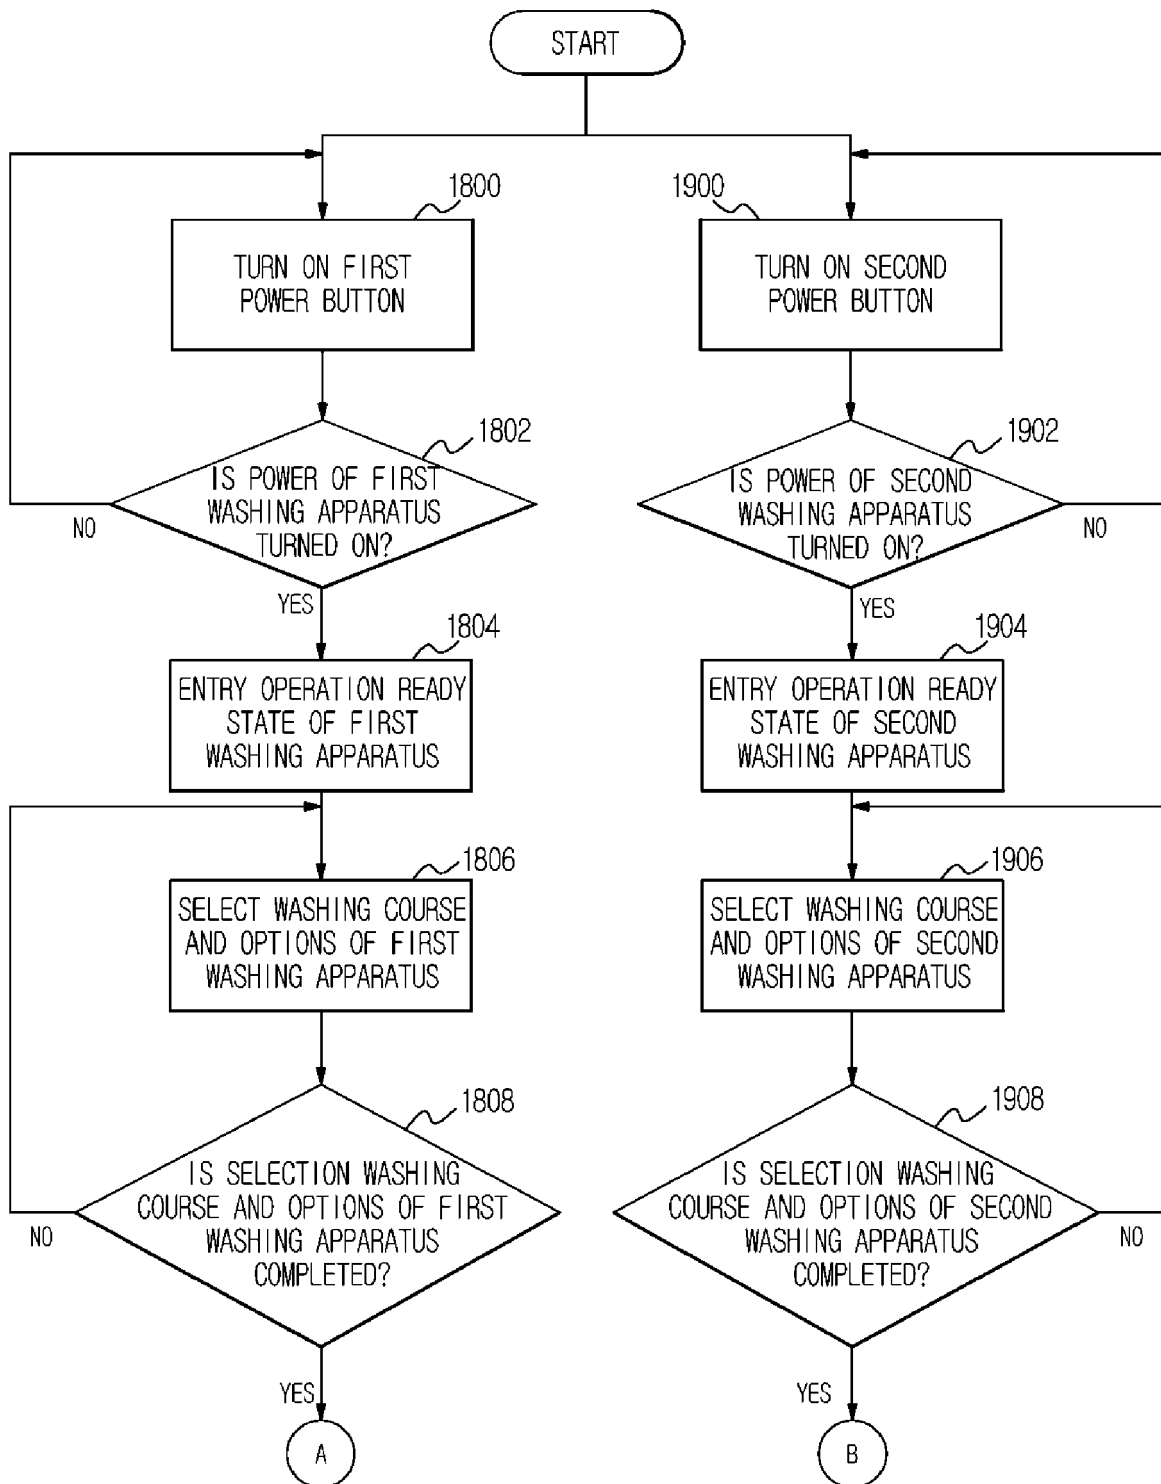 START
1800
TURN ON FIRST
POWER BUTTON
1802
IS POWER OF FIRST
WASHING APPARATUS
TURNED ON?
NO
YES
1804
ENTRY OPERATION READY
STATE OF FIRST
WASHING APPARATUS
1806
SELECT WASHING COURSE
AND OPTIONS OF FIRST
WASHING APPARATUS
1808
IS SELECTION WASHING
COURSE AND OPTIONS OF FIRST
WASHING APPARATUS
COMPLETED?
NO
YES
A
1900
TURN ON SECOND
POWER BUTTON
1902
IS POWER OF SECOND
WASHING APPARATUS
TURNED ON?
NO
YES
1904
ENTRY OPERATION READY
STATE OF SECOND
WASHING APPARATUS
1906
SELECT WASHING COURSE
AND OPTIONS OF SECOND
WASHING APPARATUS
1908
IS SELECTION WASHING
COURSE AND OPTIONS OF SECOND
WASHING APPARATUS
COMPLETED?
NO
YES
B